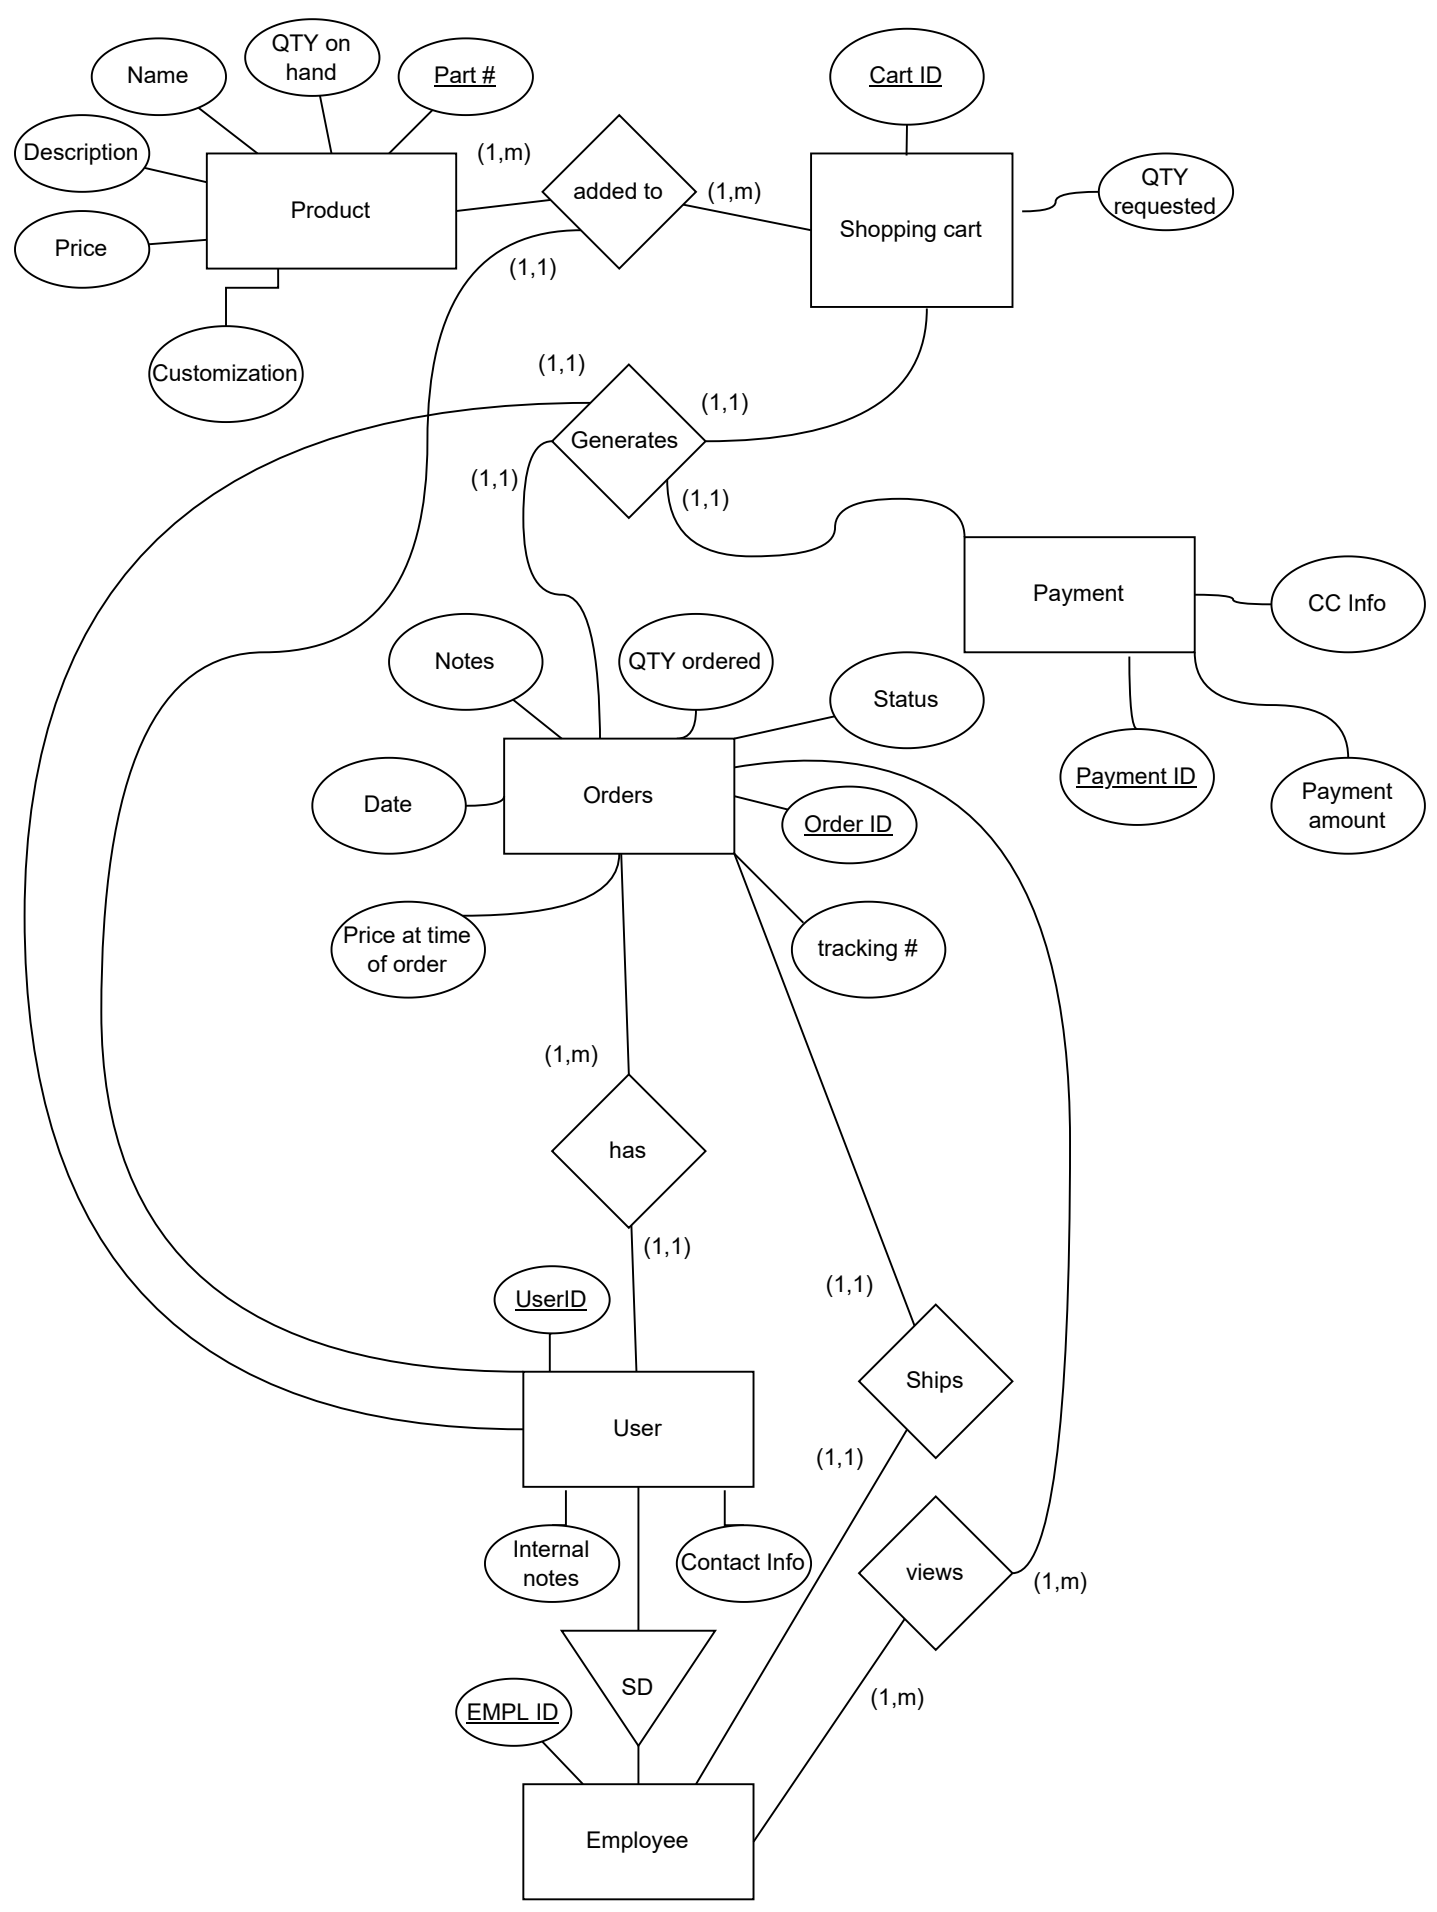 QTY on
hand
Name
Part #
Cart ID
Description
(1,m)
added to
(1,m)
QTY
requested
Product
Shopping cart
Price
(1,1)
Customization
(1,1)
(1,1)
Generates
(1,1)
(1,1)
Payment
CC Info
Notes
QTY ordered
Status
Payment ID
Payment
amount
Date
Orders
Order ID
Price at time
of order
tracking #
(1,m)
has
(1,1)
UserID
(1,1)
Ships
User
(1,1)
Internal
notes
Contact Info
views
(1,m)
SD
EMPL ID
(1,m)
Employee